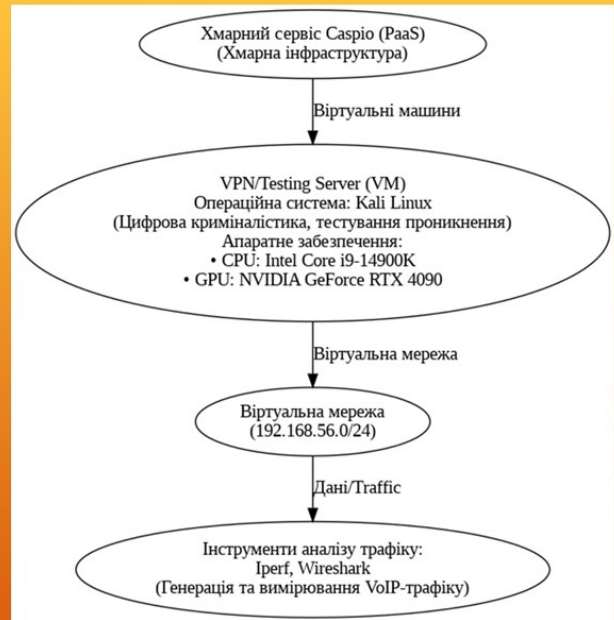 Хмарний сервіс Caspio (PaaS)
(Хмарна інфраструктура)
Віртуальні машини
VPN/Testing Server (VM)
Операційна система: Kali Linux
(Цифрова криміналістика, тестування проникнення)
Апаратне забезпечення:
• CPU: Intel Core i9-14900K
• GPU: NVIDIA GeForce RTX 4090
Віртуальна мережа
Віртуальна мережа
(192.168.56.0/24)
Дані/Traffic
Інструменти аналізу трафіку:
Iperf, Wireshark
(Генерація та вимірювання VoIP-трафіку)